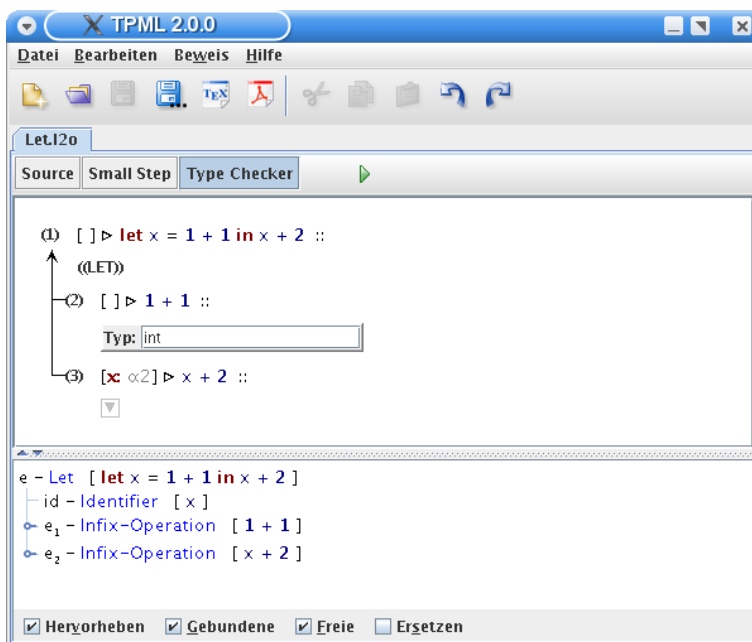 TPML 2.0.0
Datei Bearbeiten Beweis Hilfe
TEX
Let.l2o
Source Small Step Type Checker
(1) [ ] ▷ let x = 1 + 1 in x + 2 ::
((LET))
(2) [ ] ▷ 1 + 1 ::
Typ: int
(3) [x: α2] ▷ x + 2 ::
e – Let [ let x = 1 + 1 in x + 2 ]
id – Identifier [ x ]
e₁ – Infix-Operation [ 1 + 1 ]
e₂ – Infix-Operation [ x + 2 ]
Hervorheben Gebundene Freie Ersetzen